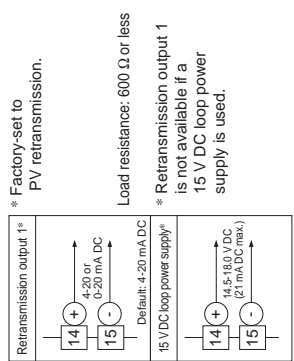 Retransmission output 1*
14
+
15
-
4-20 or
0-20 mA DC
Default: 4-20 mA DC
15 V DC loop power supply*
14
+
15
-
14.5-18.0 V DC
(21 mA DC max.)
* Factory-set to
PV retransmission.
Load resistance: 600 Ω or less
* Retransmission output 1
is not available if a
15 V DC loop power
supply is used.